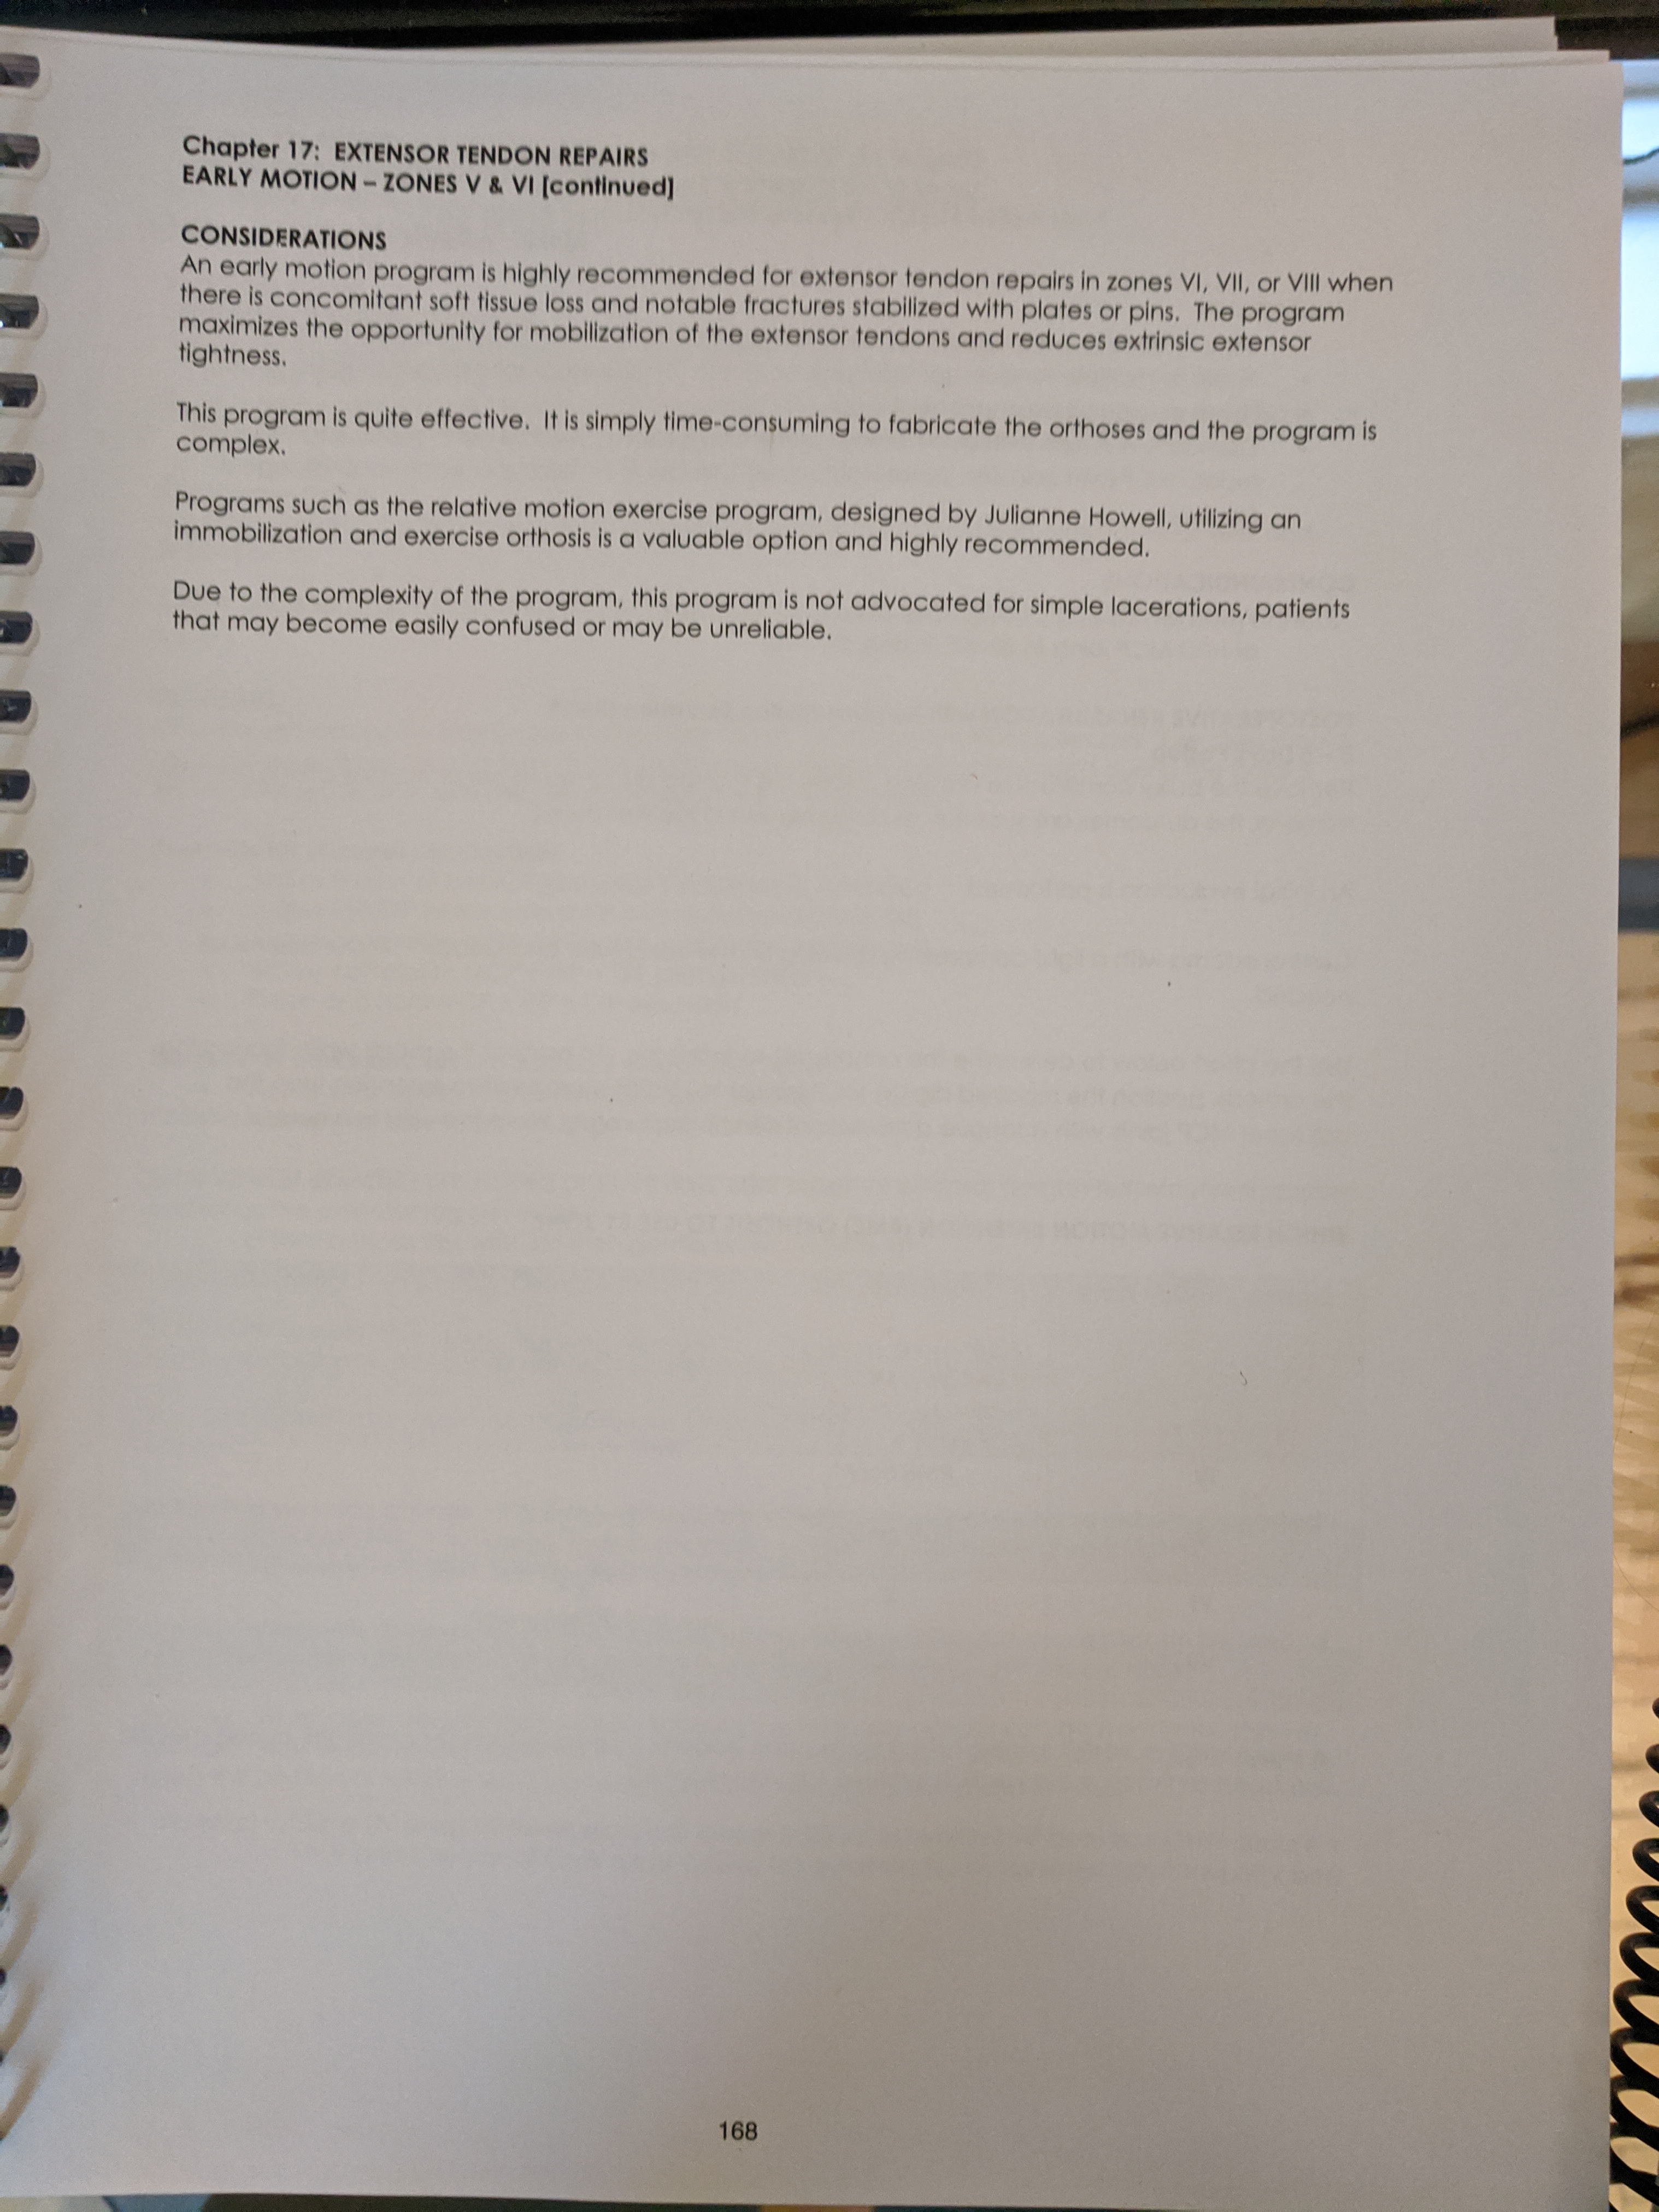 Chapter 17: EXTENSOR TENDON REPAIRS
EARLY MOTION – ZONES V & VI [continued]
CONSIDERATIONS
An early motion program is highly recommended for extensor tendon repairs in zones VI, VII, or VIII when
there is concomitant soft tissue loss and notable fractures stabilized with plates or pins. The program
maximizes the opportunity for mobilization of the extensor tendons and reduces extrinsic extensor
tightness.
This program is quite effective. It is simply time-consuming to fabricate the orthoses and the program is
complex.
Programs such as the relative motion exercise program, designed by Julianne Howell, utilizing an
immobilization and exercise orthosis is a valuable option and highly recommended.
Due to the complexity of the program, this program is not advocated for simple lacerations, patients
that may become easily confused or may be unreliable.
168